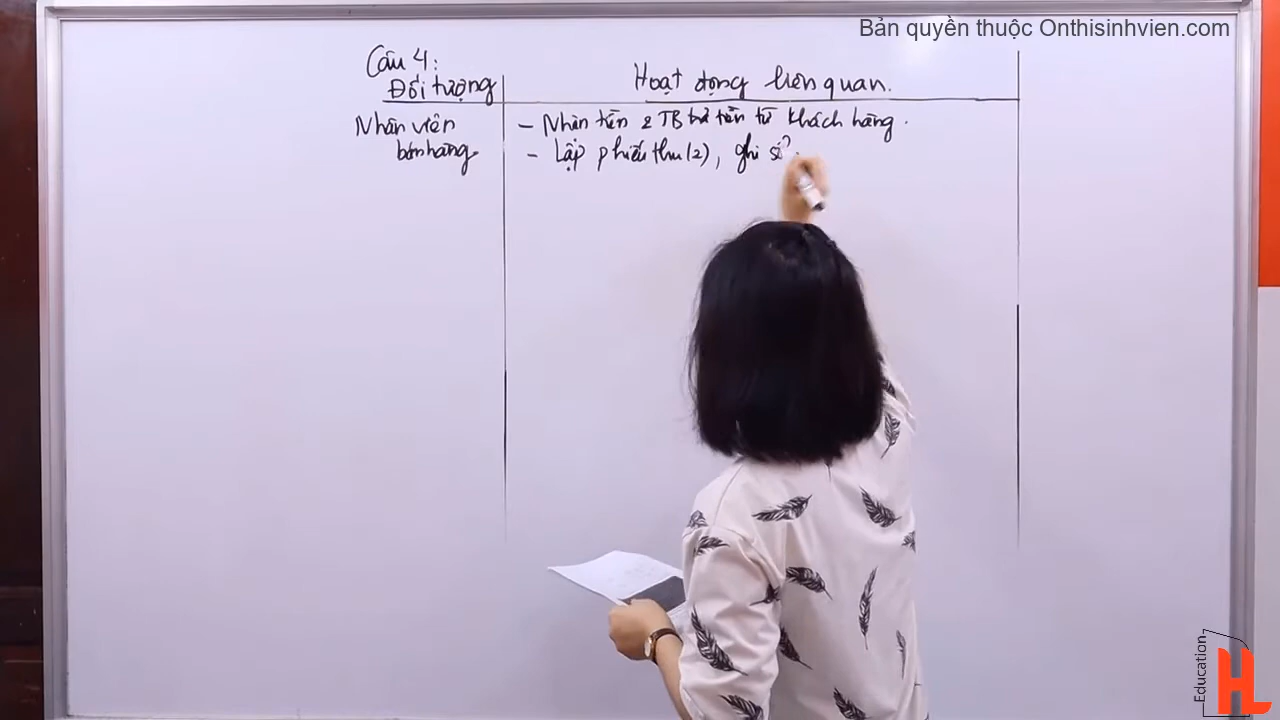 Bản quyền thuộc Onthisinhvien.com
Câu 4:
Đối tượng
Hoạt động liên quan.
Nhân viên
bán hàng
- Nhận tiền & TB trả tiền từ khách hàng.
- Lập phiếu thu (2), ghi sổ
Education
HL